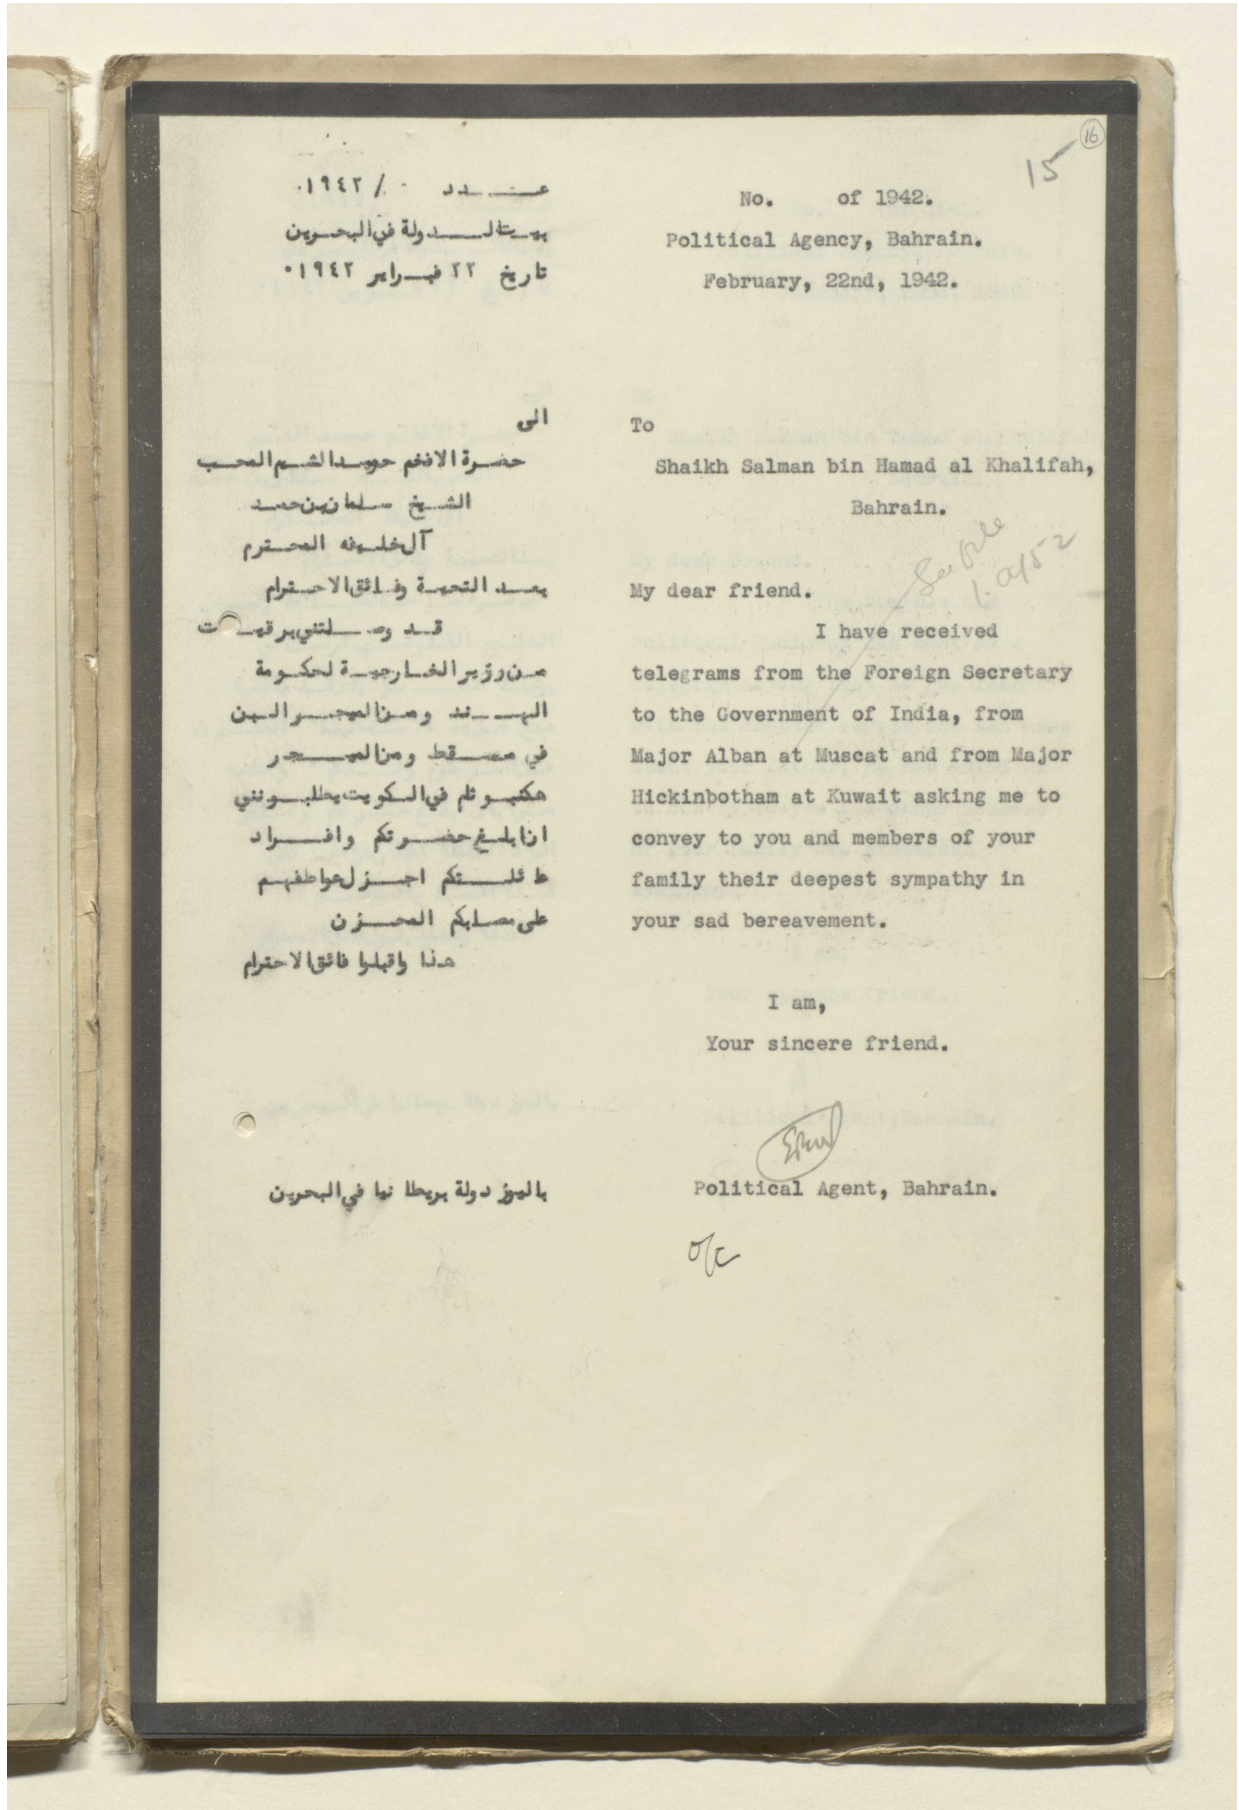 16
15
No. of 1942.
Political Agency, Bahrain.
February, 22nd, 1942.
To
Shaikh Salman bin Hamad al Khalifah,
Bahrain.
My dear friend.
I have received
telegrams from the Foreign Secretary
to the Government of India, from
Major Alban at Muscat and from Major
Hickinbotham at Kuwait asking me to
convey to you and members of your
family their deepest sympathy in
your sad bereavement.
I am,
Your sincere friend.
Political Agent, Bahrain.
o/c
عدد / ١٩٤٢٠
بيت الدولة في البحرين
تاريخ ٢٢ فبراير ١٩٤٢٠
الى
حضرة الافخم حميد الشيم المحب
الشيخ سلمان بن حمد
آل خليفه المحترم
بعد التحية وفائق الاحترام
قد وصلتني برقيات
من وزير الخارجية لحكومة
الهند ومن الميجر البن
في مسقط ومن الميجر
هكنبوثم في الكويت يطلبونني
ان ابلغ حضرتكم وافراد
عائلتكم اجزل عواطفهم
على مصابكم المحزن
هذا واقبلوا فائق الاحترام
باليوز دولة بريطانيا في البحرين